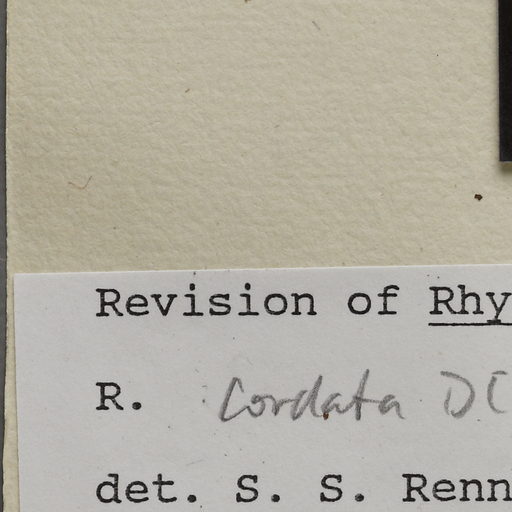 Revision of Rhy
R. cordata DC
det. S. S. Renn